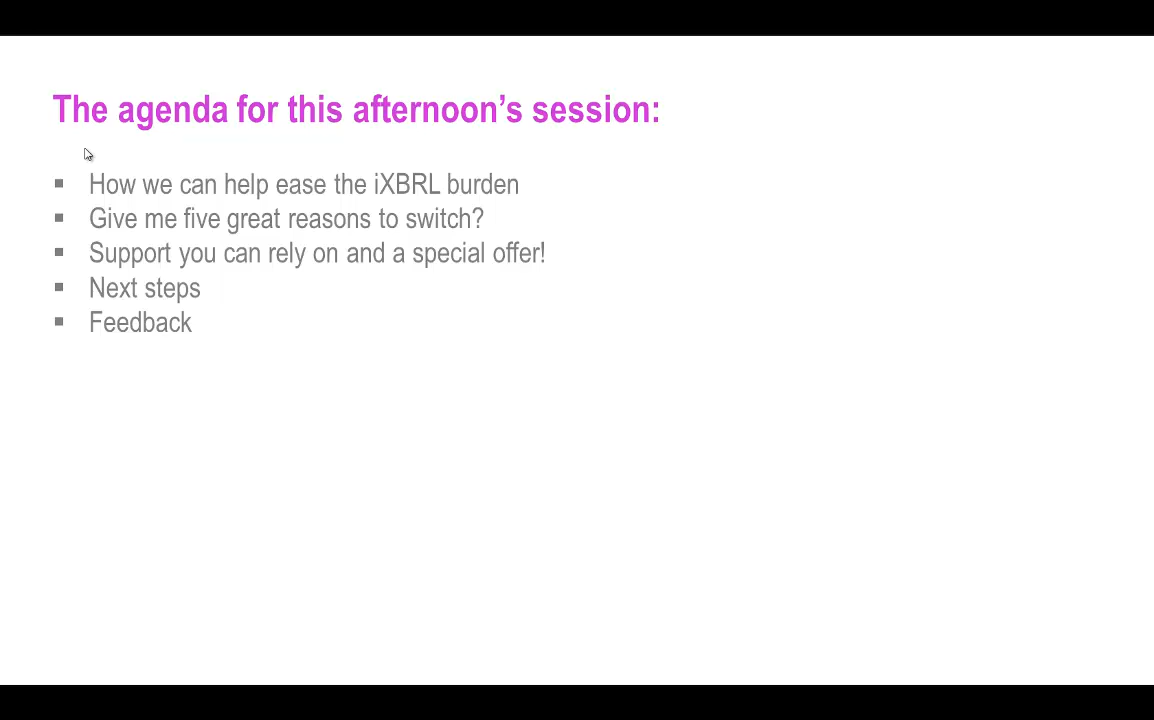 The agenda for this afternoon’s session:
▪ How we can help ease the iXBRL burden
▪ Give me five great reasons to switch?
▪ Support you can rely on and a special offer!
▪ Next steps
▪ Feedback